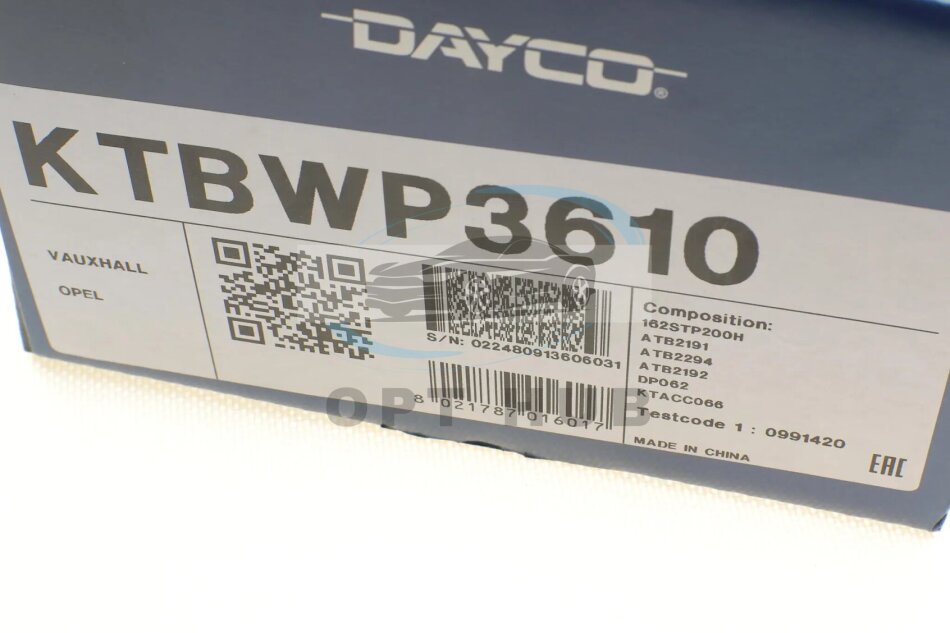 DAYCO®
KTBWP3610
VAUXHALL
OPEL
S/N: 022480913606031
8 021787 016017
Composition:
162STP200H
ATB2191
ATB2294
ATB2192
DP062
KTACC066
Testcode 1 : 0991420
MADE IN CHINA
EAC
OPT HUB